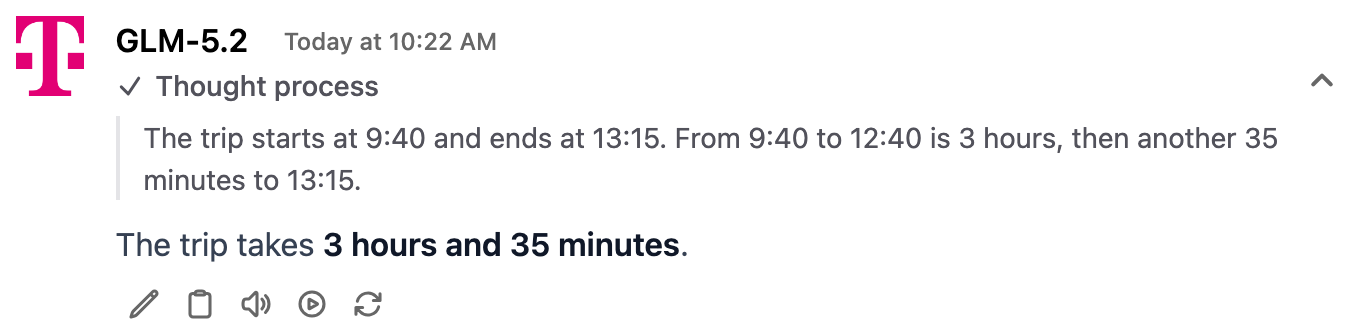 GLM-5.2 Today at 10:22 AM
Thought process
The trip starts at 9:40 and ends at 13:15. From 9:40 to 12:40 is 3 hours, then another 35
minutes to 13:15.
The trip takes 3 hours and 35 minutes.